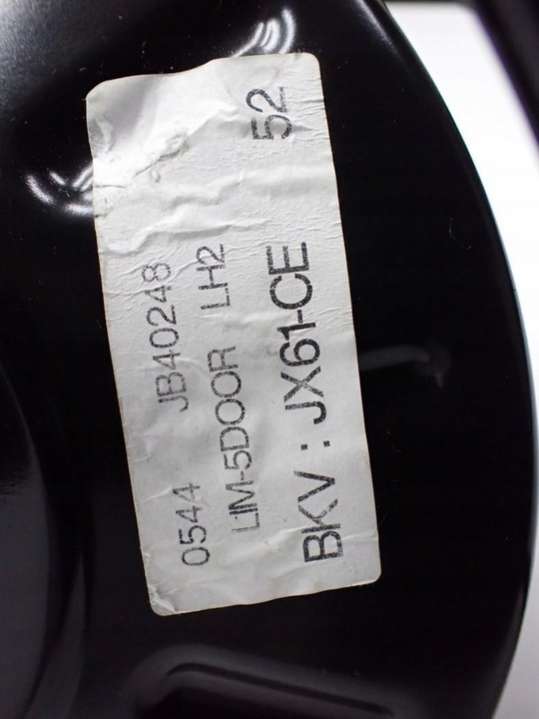 0544 JB40248
LIM-5DOOR LH2
BKV : JX61-CE 52